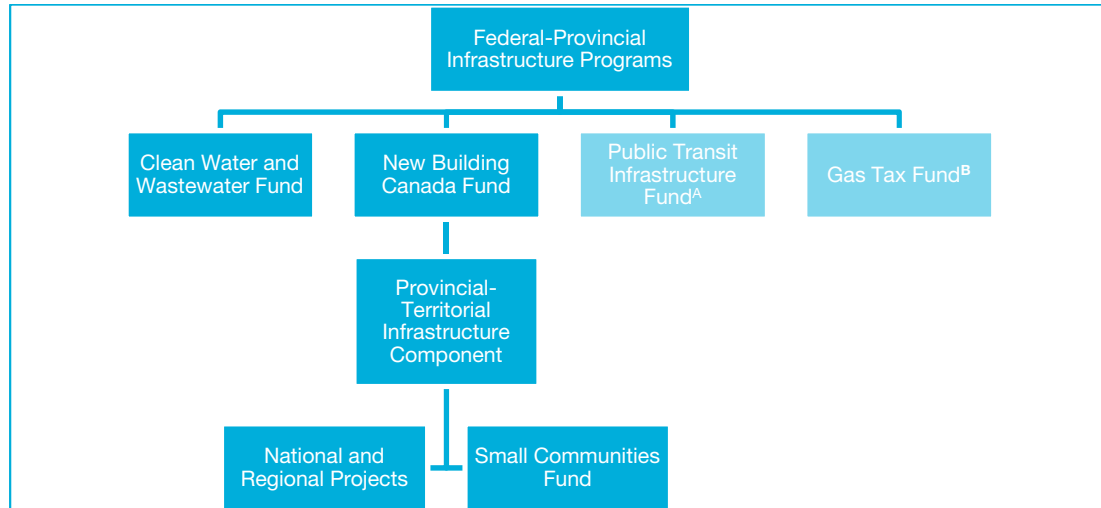 Federal-Provincial
Infrastructure Programs
Clean Water and
Wastewater Fund
New Building
Canada Fund
Public Transit
Infrastructure
Fundᴬ
Gas Tax Fundᴮ
Provincial-
Territorial
Infrastructure
Component
National and
Regional Projects
Small Communities
Fund